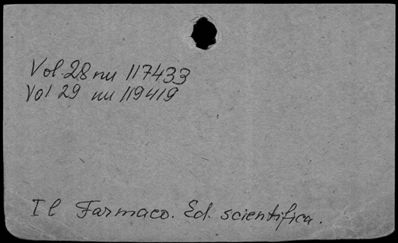 Vol. 28 nu 117433
Vol 29 nu 119419
Il Farmaco. Ed. scientifica.